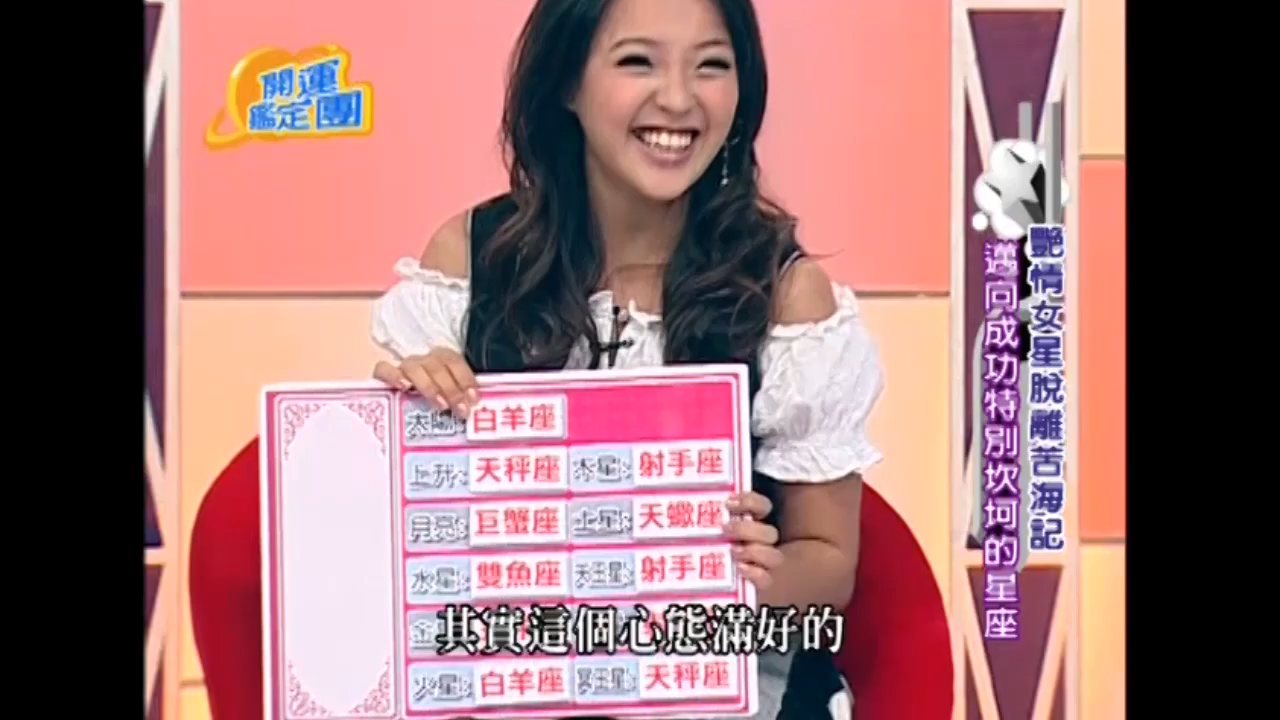 開運
鑑定團
艷情女星脫離苦海記
邁向成功特別坎坷的星座
太陽: 白羊座
上升: 天秤座 木星: 射手座
月亮: 巨蟹座 土星: 天蠍座
水星: 雙魚座 天王星: 射手座
金
火星: 白羊座 冥王星: 天秤座
其實這個心態滿好的